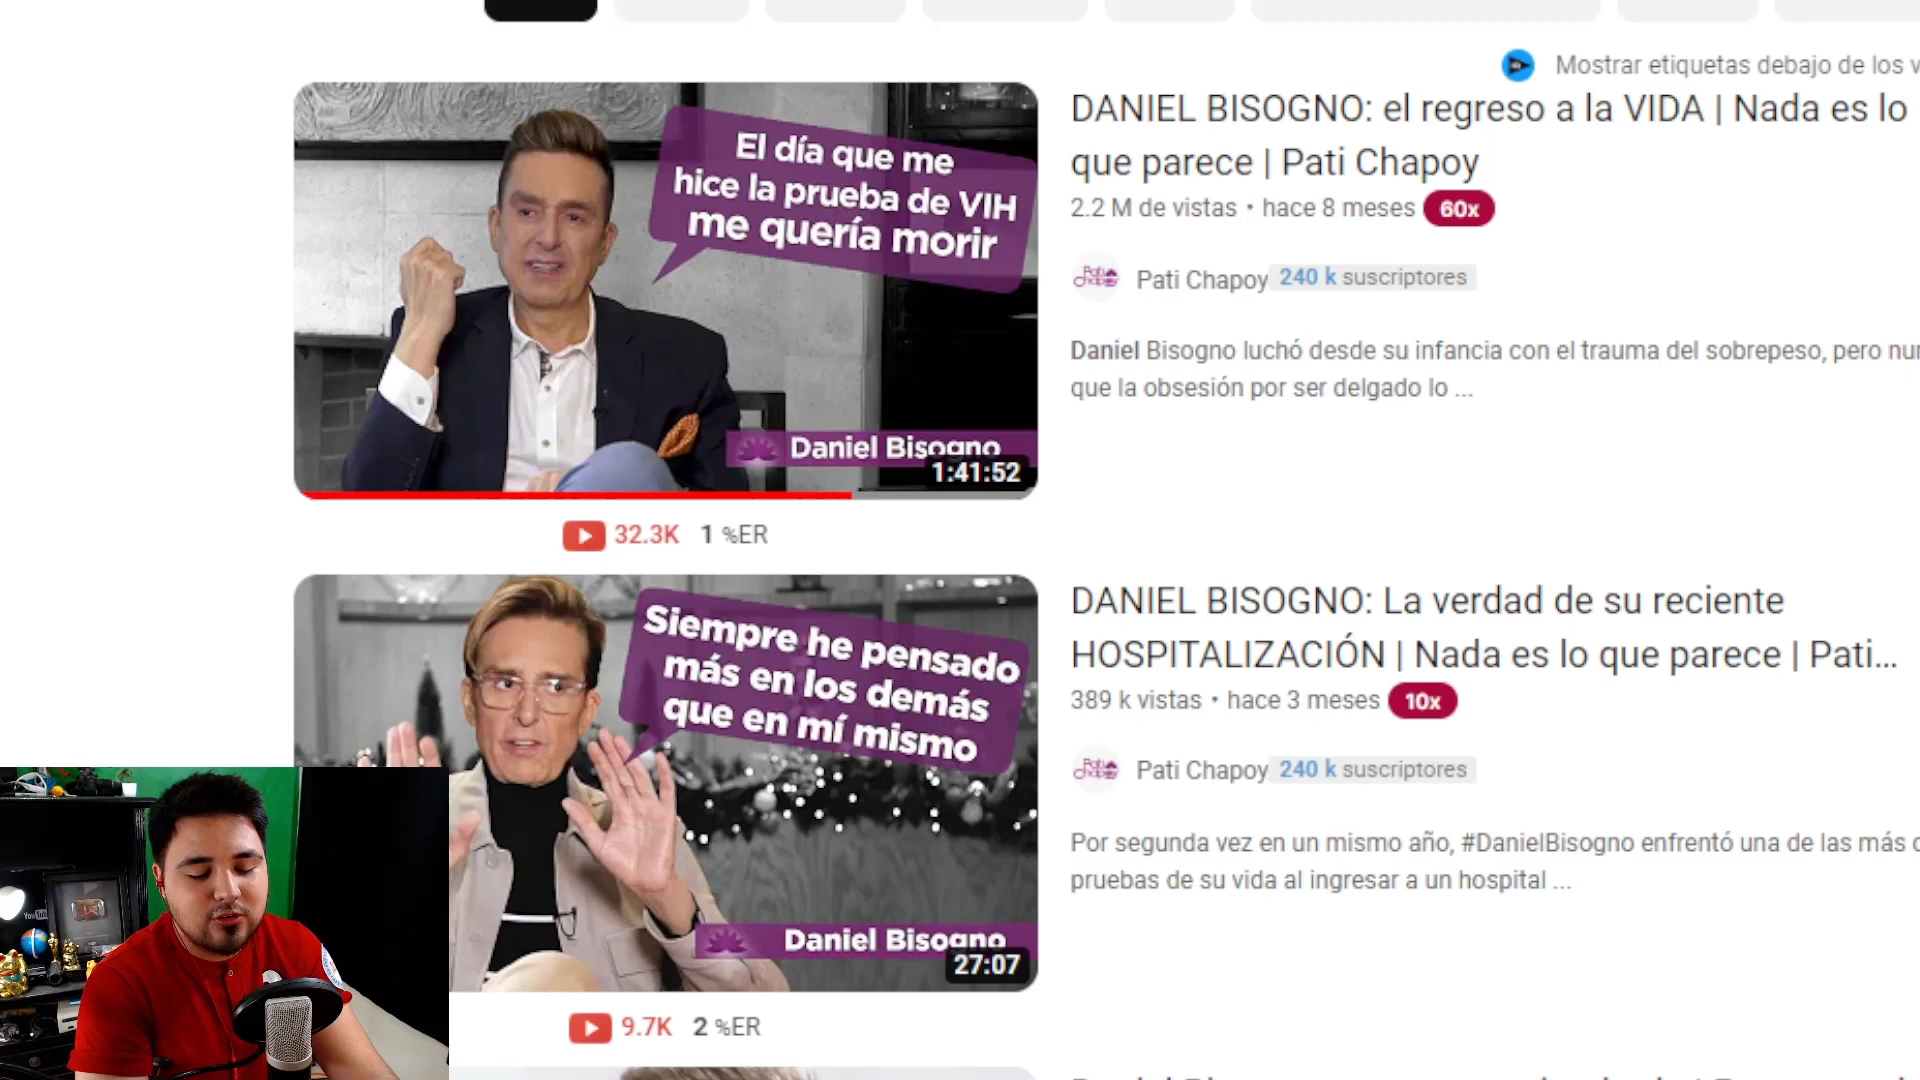 Mostrar etiquetas debajo de los v
El día que me
hice la prueba de VIH
me quería morir
Daniel Bisogno
1:41:52
DANIEL BISOGNO: el regreso a la VIDA | Nada es lo
que parece | Pati Chapoy
2.2 M de vistas • hace 8 meses 60x
Pati Chapoy 240 k suscriptores
Daniel Bisogno luchó desde su infancia con el trauma del sobrepeso, pero nun
que la obsesión por ser delgado lo ...
32.3K 1 %ER
Siempre he pensado
más en los demás
que en mí mismo
Daniel Bisogno
27:07
DANIEL BISOGNO: La verdad de su reciente
HOSPITALIZACIÓN | Nada es lo que parece | Pati...
389 k vistas • hace 3 meses 10x
Pati Chapoy 240 k suscriptores
Por segunda vez en un mismo año, #DanielBisogno enfrentó una de las más
pruebas de su vida al ingresar a un hospital ...
9.7K 2 %ER